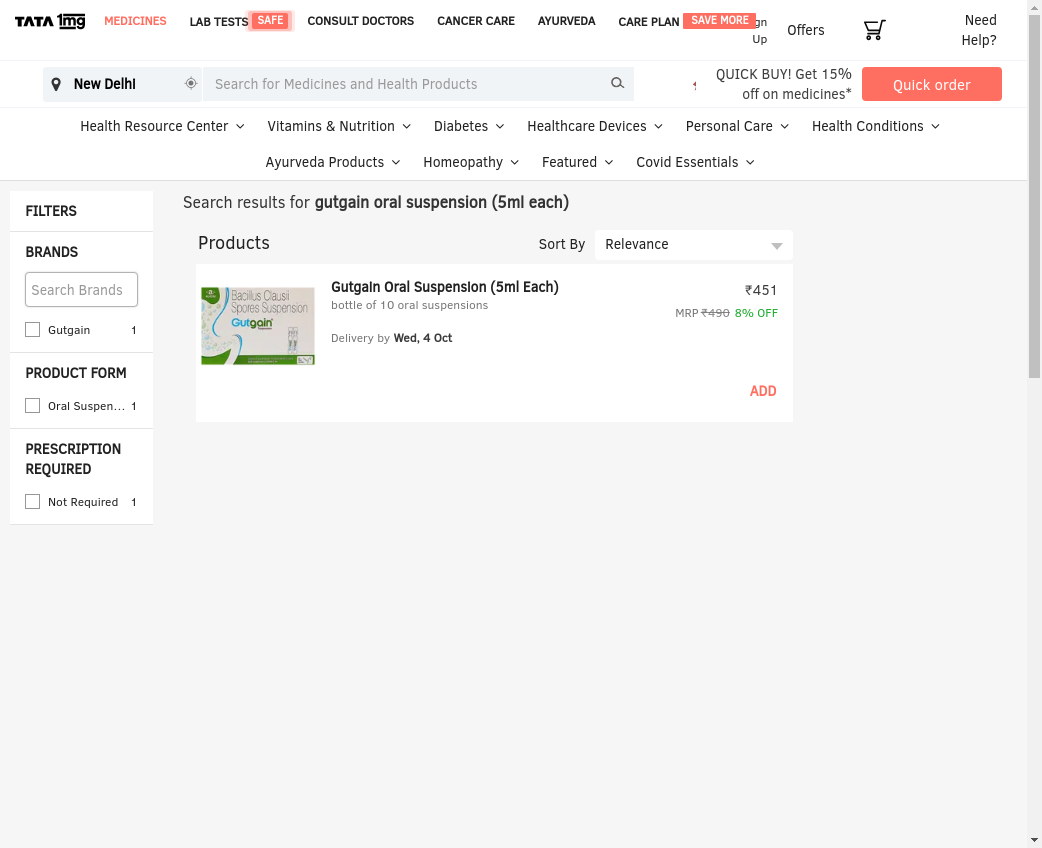 TATA 1mg
MEDICINES
LAB TESTS
SAFE
CONSULT DOCTORS
CANCER CARE
AYURVEDA
CARE PLAN
SAVE MORE
Up
Offers
Need
Help?
New Delhi
Search for Medicines and Health Products
QUICK BUY! Get 15%
off on medicines*
Quick order
Health Resource Center
Vitamins & Nutrition
Diabetes
Healthcare Devices
Personal Care
Health Conditions
Ayurveda Products
Homeopathy
Featured
Covid Essentials
FILTERS
BRANDS
Search Brands
Gutgain 1
PRODUCT FORM
Oral Suspen... 1
PRESCRIPTION
REQUIRED
Not Required 1
Search results for gutgain oral suspension (5ml each)
Products
Sort By
Relevance
Bacillus Clausii
Spores Suspension
Gutgain
Gutgain Oral Suspension (5ml Each)
bottle of 10 oral suspensions
Delivery by Wed, 4 Oct
₹451
MRP ₹490 8% OFF
ADD